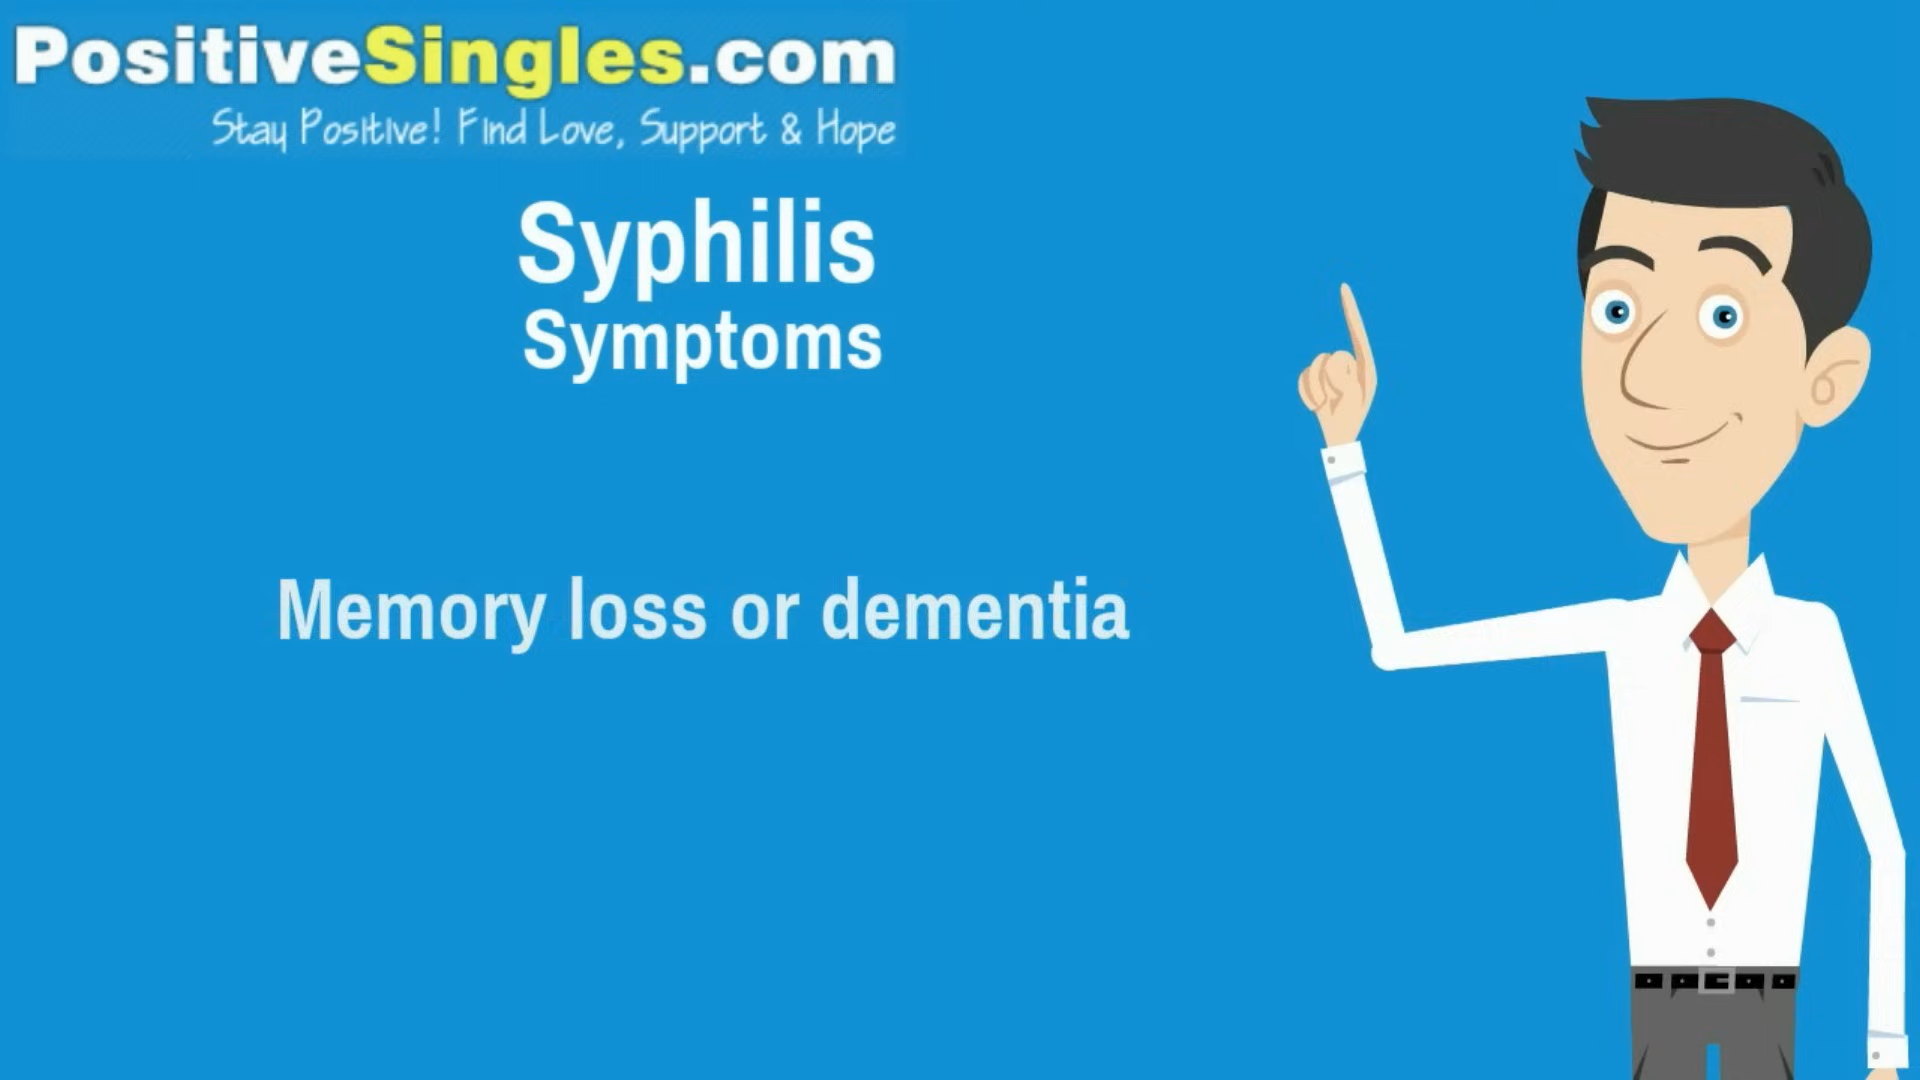 PositiveSingles.com
Stay Positive! Find Love, Support & Hope
Syphilis
Symptoms
Memory loss or dementia